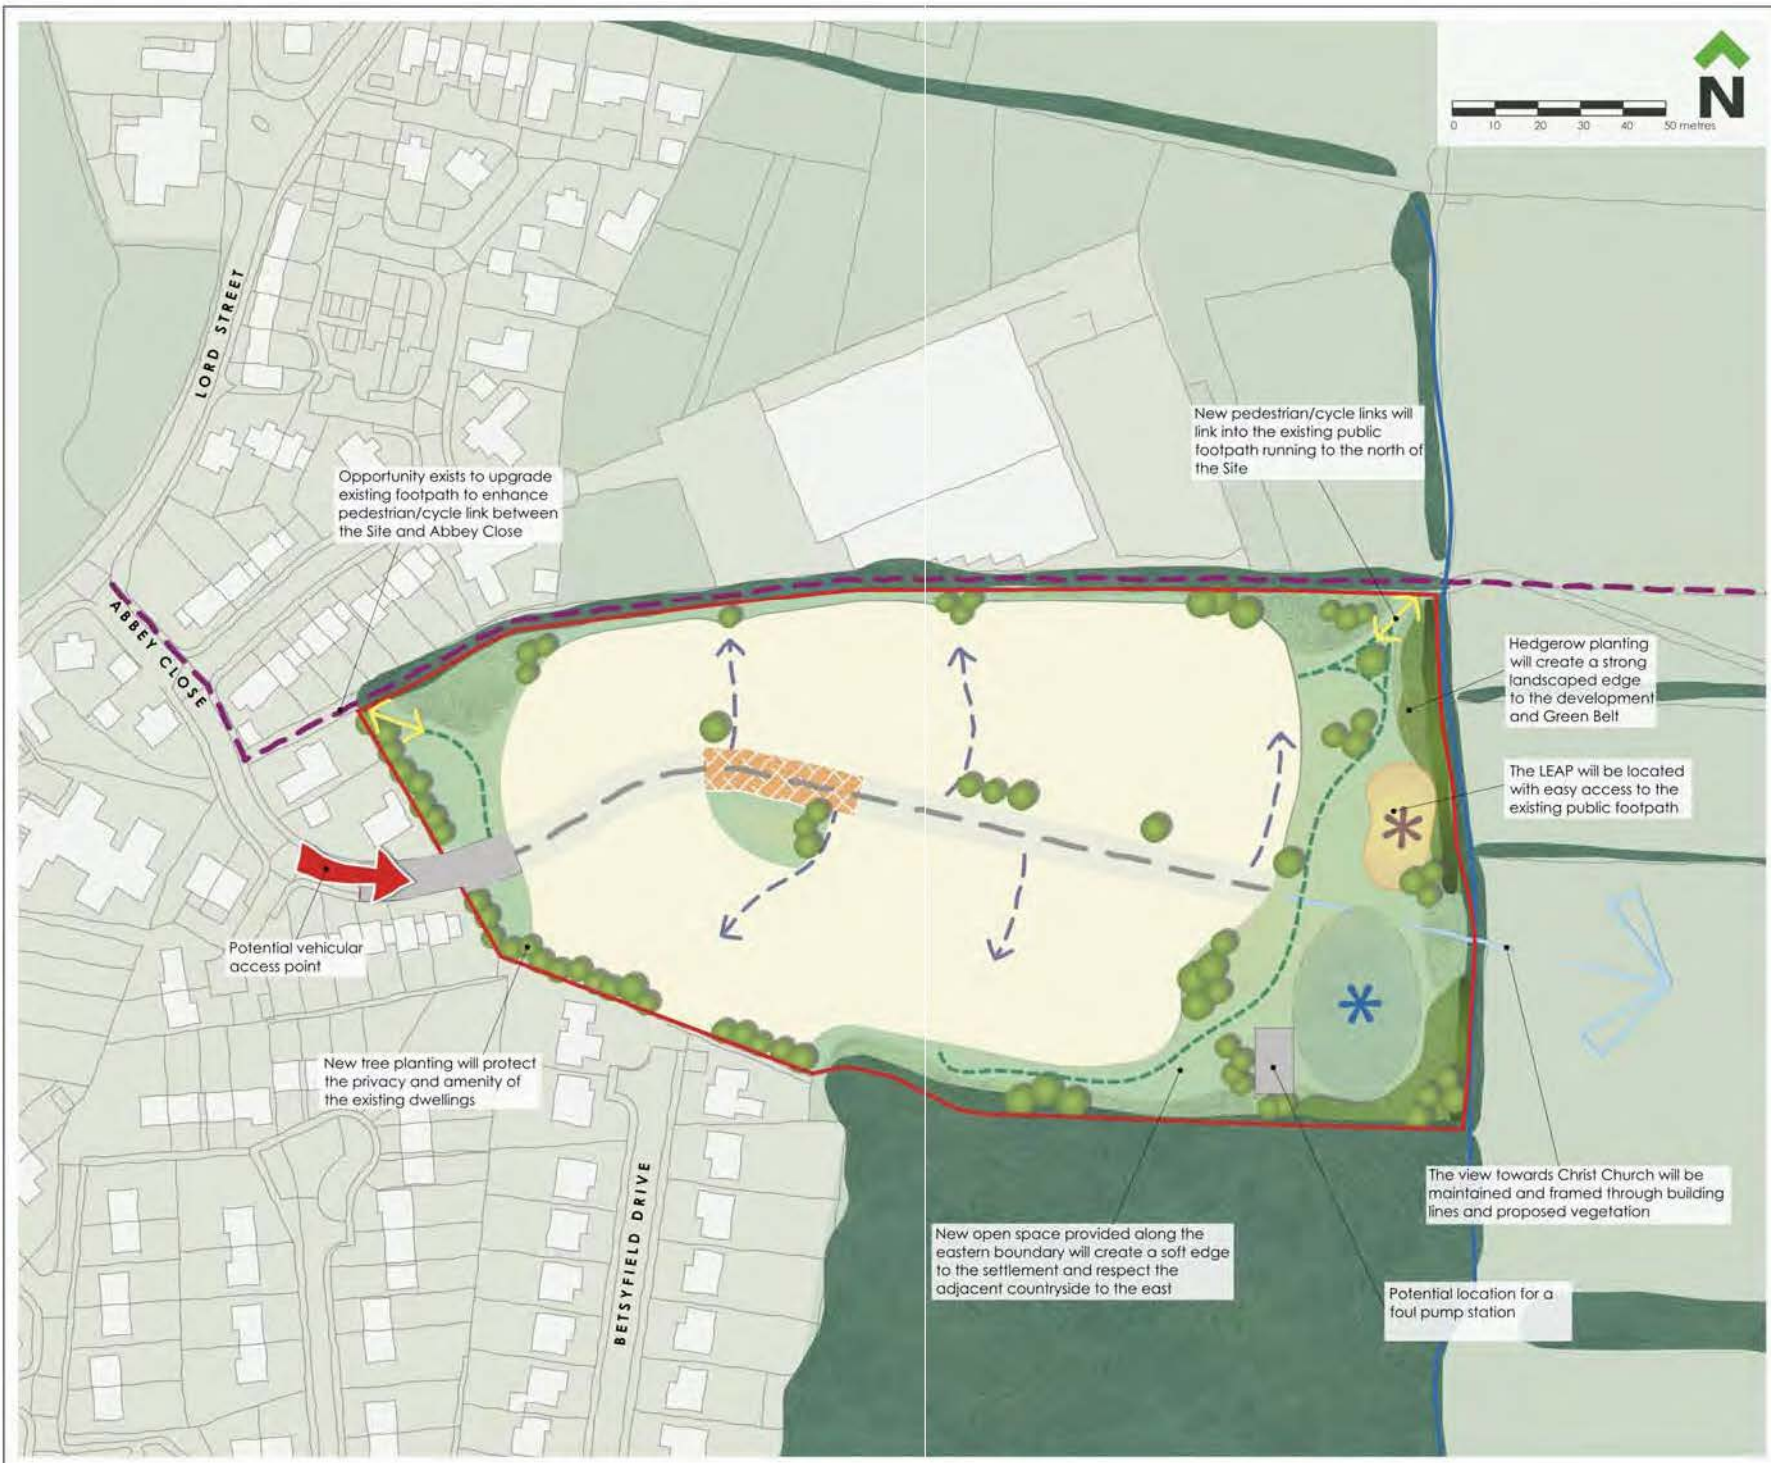 N
0 10 20 30 40 50 metres
LORD STREET
New pedestrian/cycle links will
link into the existing public
footpath running to the north of
the Site
Opportunity exists to upgrade
existing footpath to enhance
pedestrian/cycle link between
the Site and Abbey Close
ABBEY CLOSE
Hedgerow planting
will create a strong
landscaped edge
to the development
and Green Belt
The LEAP will be located
with easy access to the
existing public footpath
Potential vehicular
access point
New tree planting will protect
the privacy and amenity of
the existing dwellings
BETSYFIELD DRIVE
The view towards Christ Church will be
maintained and framed through building
lines and proposed vegetation
New open space provided along the
eastern boundary will create a soft edge
to the settlement and respect the
adjacent countryside to the east
Potential location for a
foul pump station